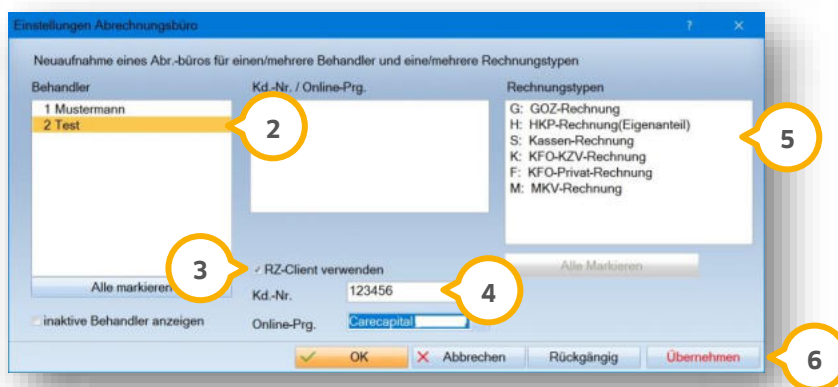 Einstellungen Abrechnungsbüro
Neuaufnahme eines Abr.-büros für einen/mehrere Behandler und eine/mehrere Rechnungstypen
Behandler
Kd.-Nr. / Online-Prg.
Rechnungstypen
1 Mustermann
2 Test
G: GOZ-Rechnung
H: HKP-Rechnung(Eigenanteil)
S: Kassen-Rechnung
K: KFO-KZV-Rechnung
F: KFO-Privat-Rechnung
M: MKV-Rechnung
2
5
3
RZ-Client verwenden
Alle Markieren
Alle markieren
Kd.-Nr.
123456
4
inaktive Behandler anzeigen
Online-Prg.
Carecapital
OK
Abbrechen
Rückgängig
Übernehmen
6